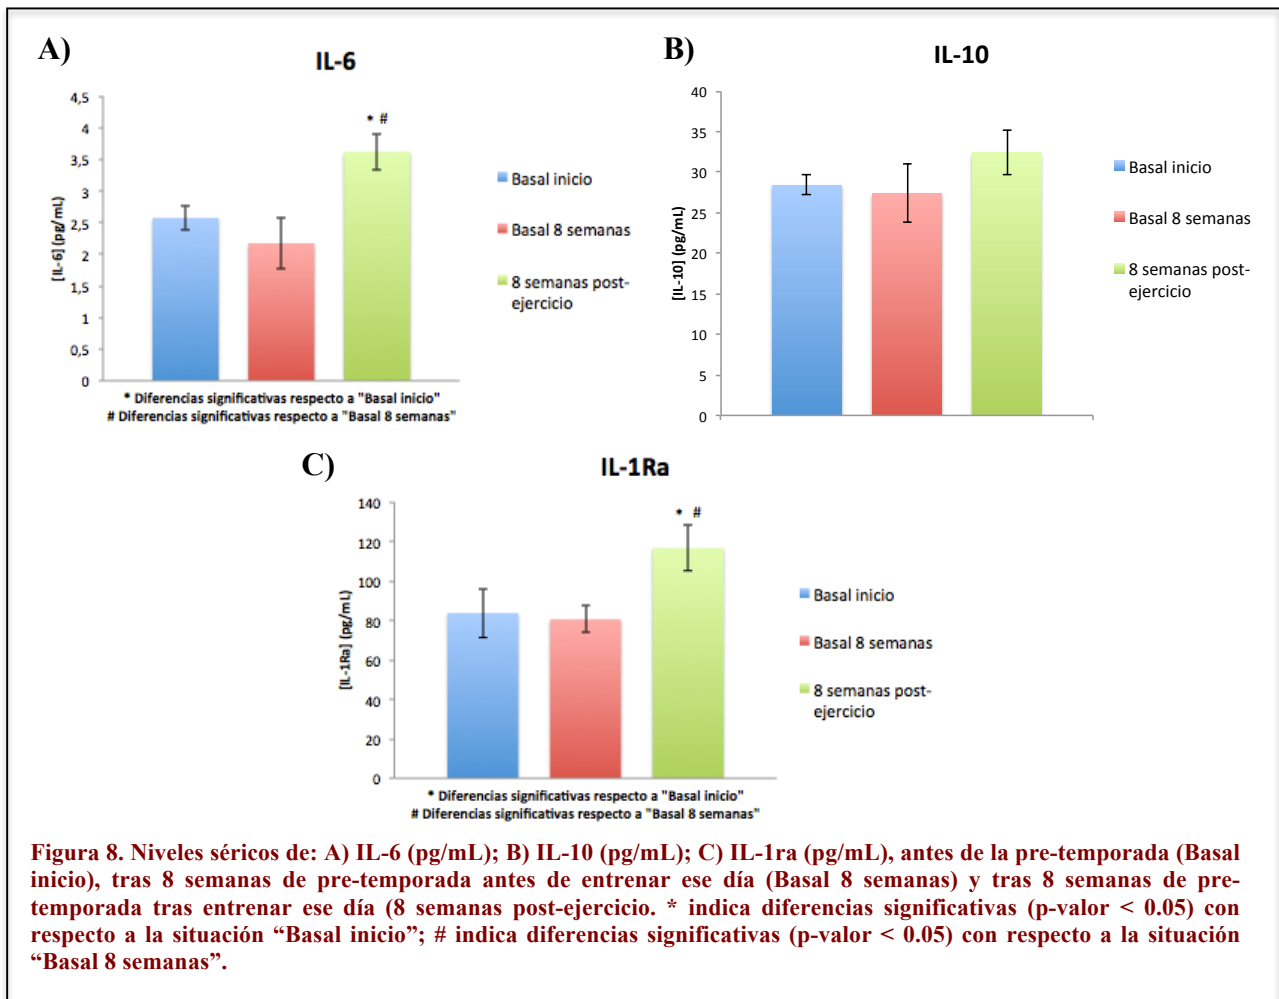 A)
IL-6
4,5
4
3,5
3
2,5
2
1,5
1
0,5
0
[IL-6] (pg/mL)
* #
Basal inicio
Basal 8 semanas
8 semanas post-
ejercicio
* Diferencias significativas respecto a "Basal inicio"
# Diferencias significativas respecto a "Basal 8 semanas"
B)
IL-10
40
35
30
25
20
15
10
5
0
[IL-10] (pg/mL)
Basal inicio
Basal 8 semanas
8 semanas post-
ejercicio
C)
IL-1Ra
140
120
100
80
60
40
20
0
[IL-1Ra] (pg/mL)
* #
Basal inicio
Basal 8 semanas
8 semanas post-
ejercicio
* Diferencias significativas respecto a "Basal inicio"
# Diferencias significativas respecto a "Basal 8 semanas"
Figura 8. Niveles séricos de: A) IL-6 (pg/mL); B) IL-10 (pg/mL); C) IL-1ra (pg/mL), antes de la pre-temporada (Basal
inicio), tras 8 semanas de pre-temporada antes de entrenar ese día (Basal 8 semanas) y tras 8 semanas de pre-
temporada tras entrenar ese día (8 semanas post-ejercicio. * indica diferencias significativas (p-valor < 0.05) con
respecto a la situación “Basal inicio”; # indica diferencias significativas (p-valor < 0.05) con respecto a la situación
“Basal 8 semanas”.